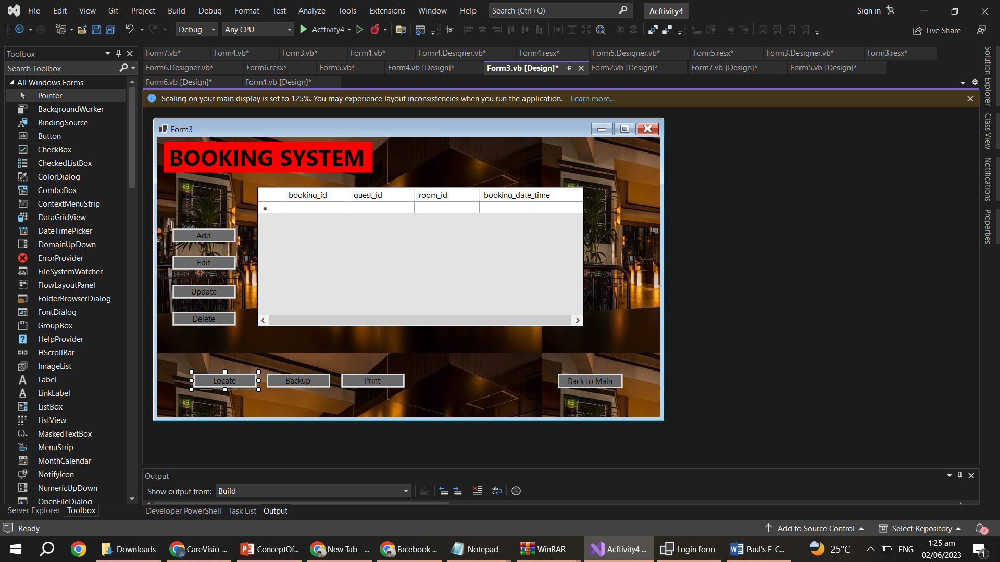 File Edit View Git Project Build Debug Format Test Analyze Tools Extensions Window Help Search (Ctrl+Q) Acftivity4 Sign in
Debug Any CPU Acftivity4 Live Share
Toolbox
Search Toolbox
All Windows Forms
Pointer
BackgroundWorker
BindingSource
Button
CheckBox
CheckedListBox
ColorDialog
ComboBox
ContextMenuStrip
DataGridView
DateTimePicker
DomainUpDown
ErrorProvider
FileSystemWatcher
FlowLayoutPanel
FolderBrowserDialog
FontDialog
GroupBox
HelpProvider
HScrollBar
ImageList
Label
LinkLabel
ListBox
ListView
MaskedTextBox
MenuStrip
MonthCalendar
NotifyIcon
NumericUpDown
OpenFileDialog
Server Explorer Toolbox
Form7.vb* Form4.vb* Form3.vb* Form1.vb* Form4.Designer.vb* Form4.resx* Form5.Designer.vb* Form5.resx* Form3.Designer.vb* Form3.resx*
Form6.Designer.vb* Form6.resx* Form5.vb* Form4.vb [Design]* Form3.vb [Design]* Form2.vb [Design]* Form7.vb [Design]* Form5.vb [Design]*
Form6.vb [Design]* Form1.vb [Design]*
Scaling on your main display is set to 125%. You may experience layout inconsistencies when you run the application. Learn more...
Form3
BOOKING SYSTEM
booking_id guest_id room_id booking_date_time
Add
Edit
Update
Delete
Locate Backup Print Back to Main
Solution Explorer
Class View
Notifications
Properties
Output
Show output from: Build
Developer PowerShell Task List Output
Ready Add to Source Control Select Repository 2
Downloads CareVisio-... ConceptOf... New Tab - ... Facebook ... Notepad WinRAR Acftivity4 ... Login form Paul's E-C... 25°C ENG 1:25 am
02/06/2023 1